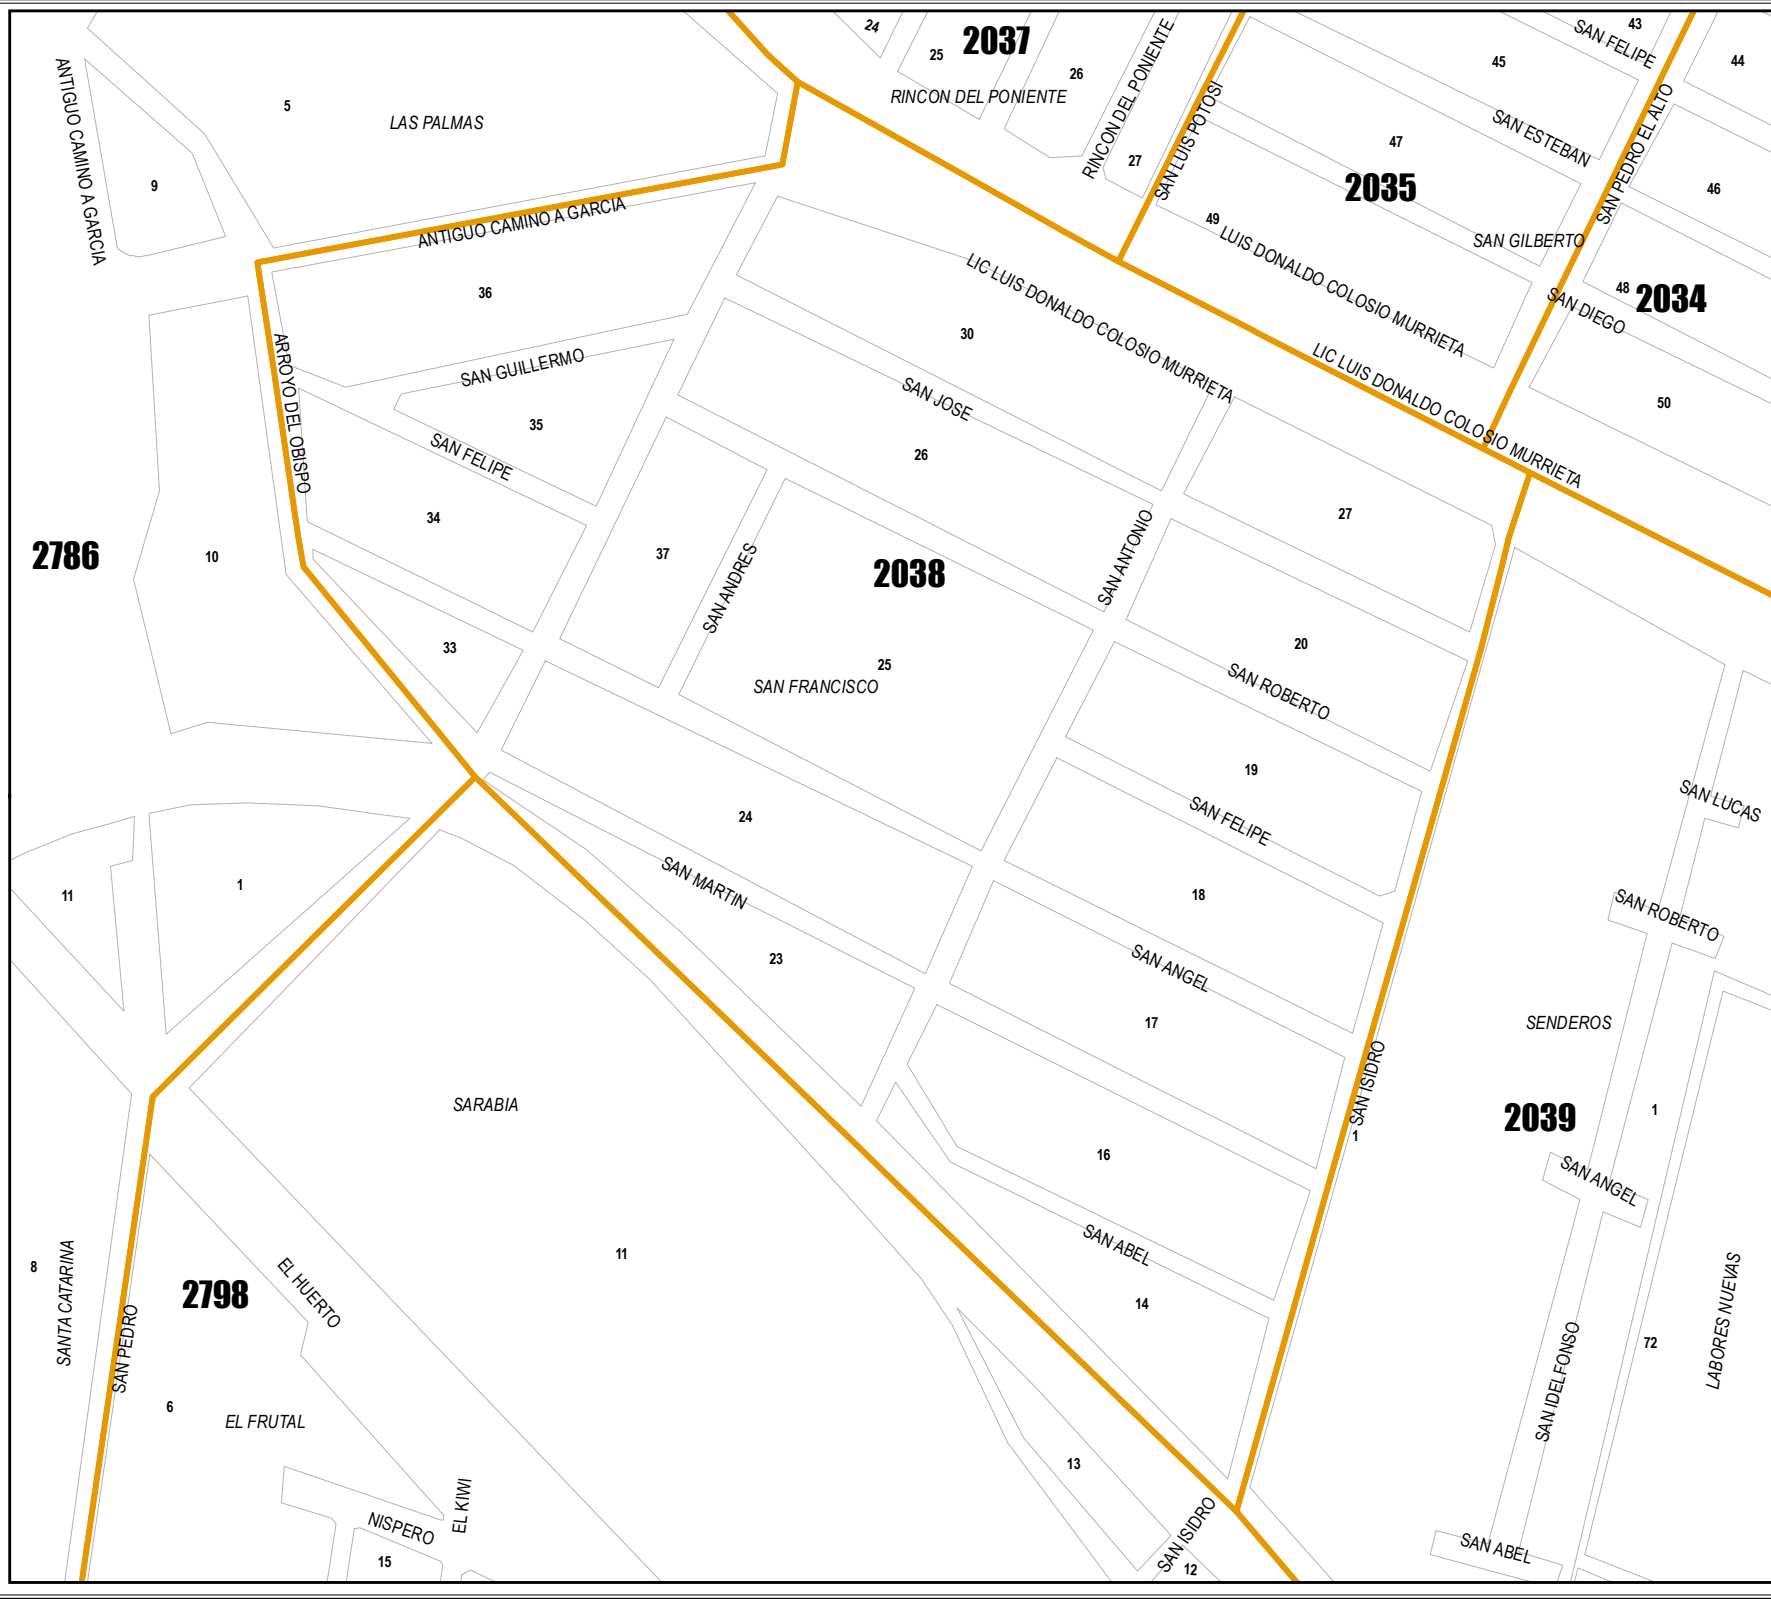 24
25
2037
26
RINCON DEL PONIENTE
RINCON DEL PONIENTE
27
SAN LUIS POTOSI
43
SAN FELIPE
44
45
SAN ESTEBAN
47
2035
SAN PEDRO EL ALTO
46
49
LUIS DONALDO COLOSIO MURRIETA
SAN GILBERTO
48
2034
SAN DIEGO
50
ANTIGUO CAMINO A GARCIA
5
LAS PALMAS
9
ANTIGUO CAMINO A GARCIA
36
LIC LUIS DONALDO COLOSIO MURRIETA
LIC LUIS DONALDO COLOSIO MURRIETA
30
ARROYO DEL OBISPO
SAN GUILLERMO
35
SAN JOSE
SAN FELIPE
26
34
27
2786
10
37
SAN ANDRES
2038
SAN ANTONIO
33
25
SAN FRANCISCO
20
SAN ROBERTO
19
SAN LUCAS
24
SAN FELIPE
SAN MARTIN
11
1
18
SAN ROBERTO
23
SAN ANGEL
17
SENDEROS
SAN ISIDRO
1
SARABIA
2039
1
16
SAN ANGEL
SAN ABEL
8
SANTA CATARINA
11
EL HUERTO
2798
14
SAN PEDRO
72
LABORES NUEVAS
SAN IDELFONSO
6
EL FRUTAL
13
EL KIWI
NISPERO
SAN ISIDRO
SAN ABEL
15
12